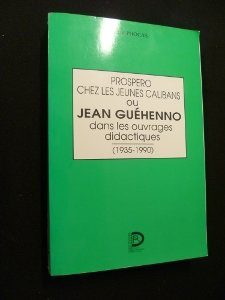 PROSPERO
CHEZ LES JEUNES CALIBANS
ou
JEAN GUÉHENNO
dans les ouvrages
didactiques
(1935-1990)